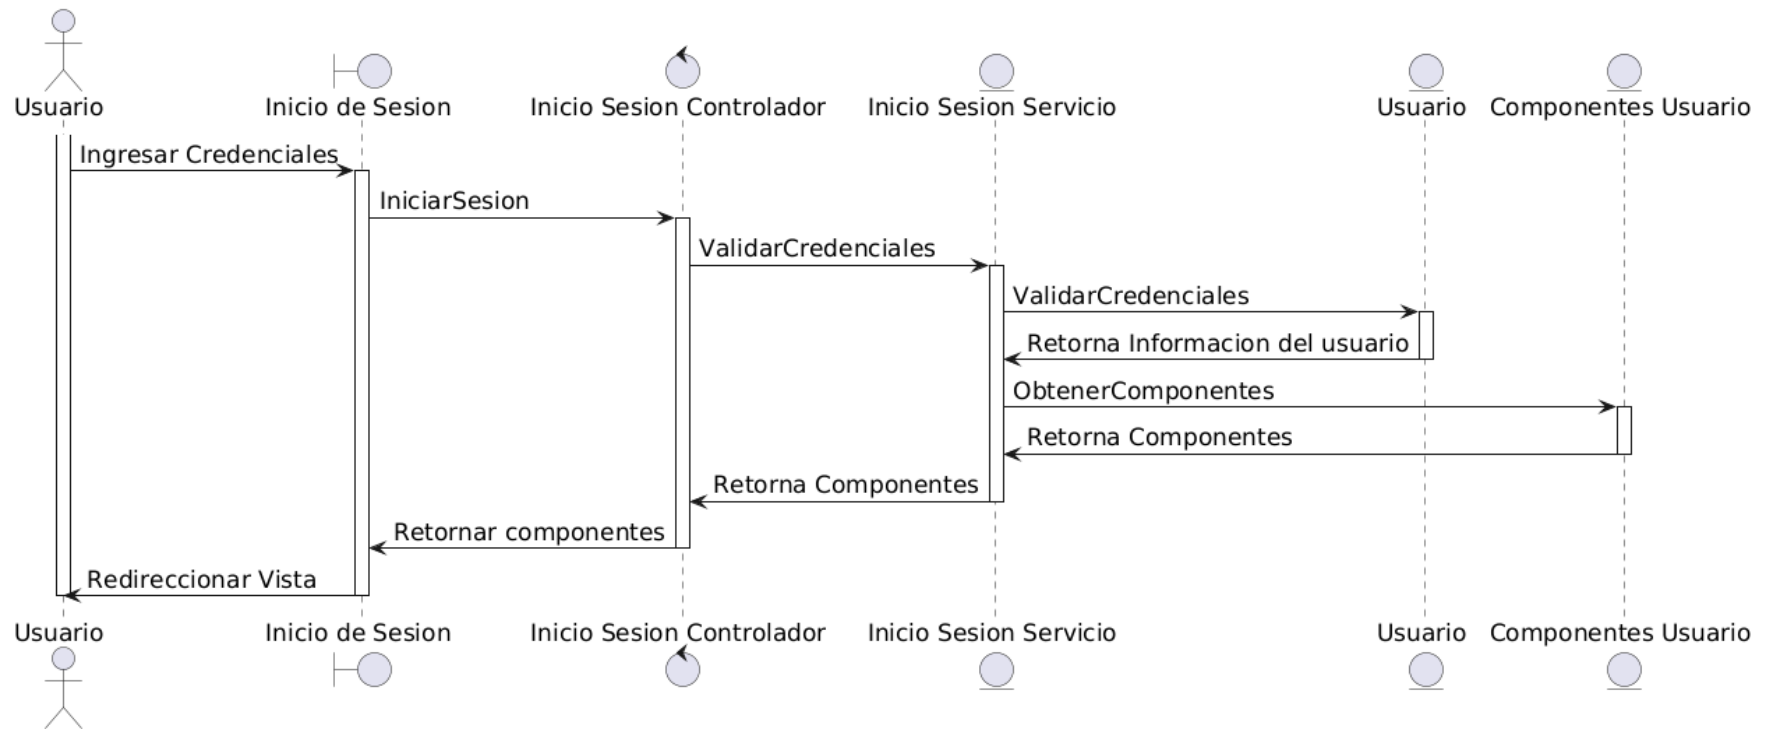 Usuario
Inicio de Sesion
Inicio Sesion Controlador
Inicio Sesion Servicio
Usuario
Componentes Usuario
Ingresar Credenciales
IniciarSesion
ValidarCredenciales
ValidarCredenciales
Retorna Informacion del usuario
ObtenerComponentes
Retorna Componentes
Retorna Componentes
Retornar componentes
Redireccionar Vista
Usuario
Inicio de Sesion
Inicio Sesion Controlador
Inicio Sesion Servicio
Usuario
Componentes Usuario